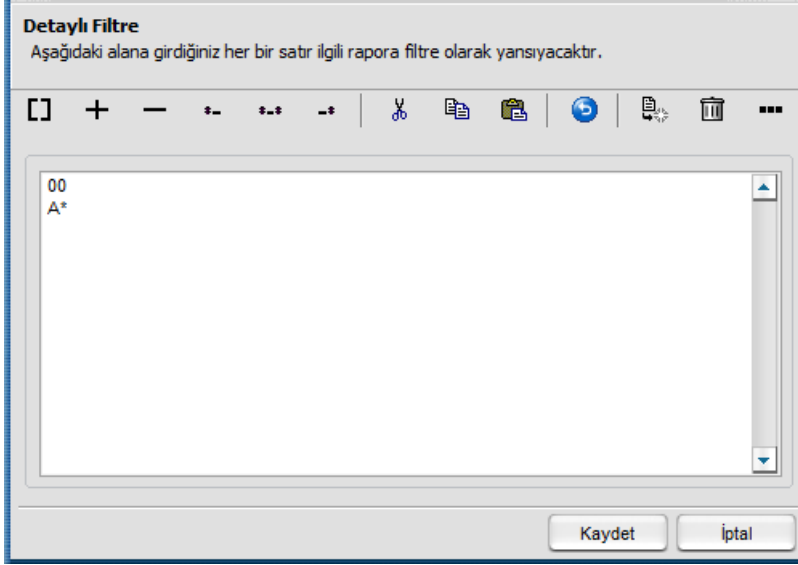 Detaylı Filtre
Aşağıdaki alana girdiğiniz her bir satır ilgili rapora filtre olarak yansıyacaktır.
[] + — *_ *_* _*
00
A*
Kaydet İptal